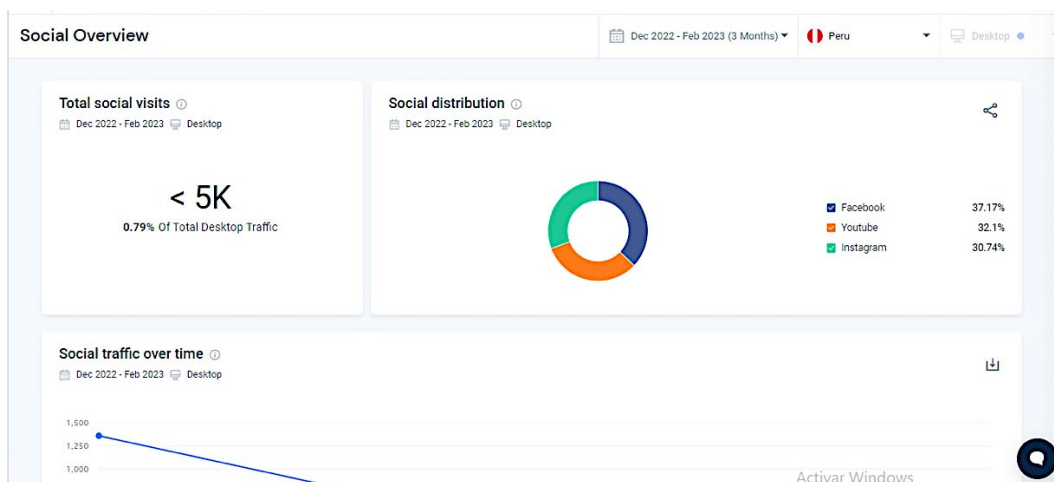 Social Overview
Dec 2022 - Feb 2023 (3 Months)
Peru
Desktop
Total social visits
Dec 2022 - Feb 2023 Desktop
< 5K
0.79% Of Total Desktop Traffic
Social distribution
Dec 2022 - Feb 2023 Desktop
Facebook 37.17%
Youtube 32.1%
Instagram 30.74%
Social traffic over time
Dec 2022 - Feb 2023 Desktop
1,500
1,250
1,000
Activar Windows